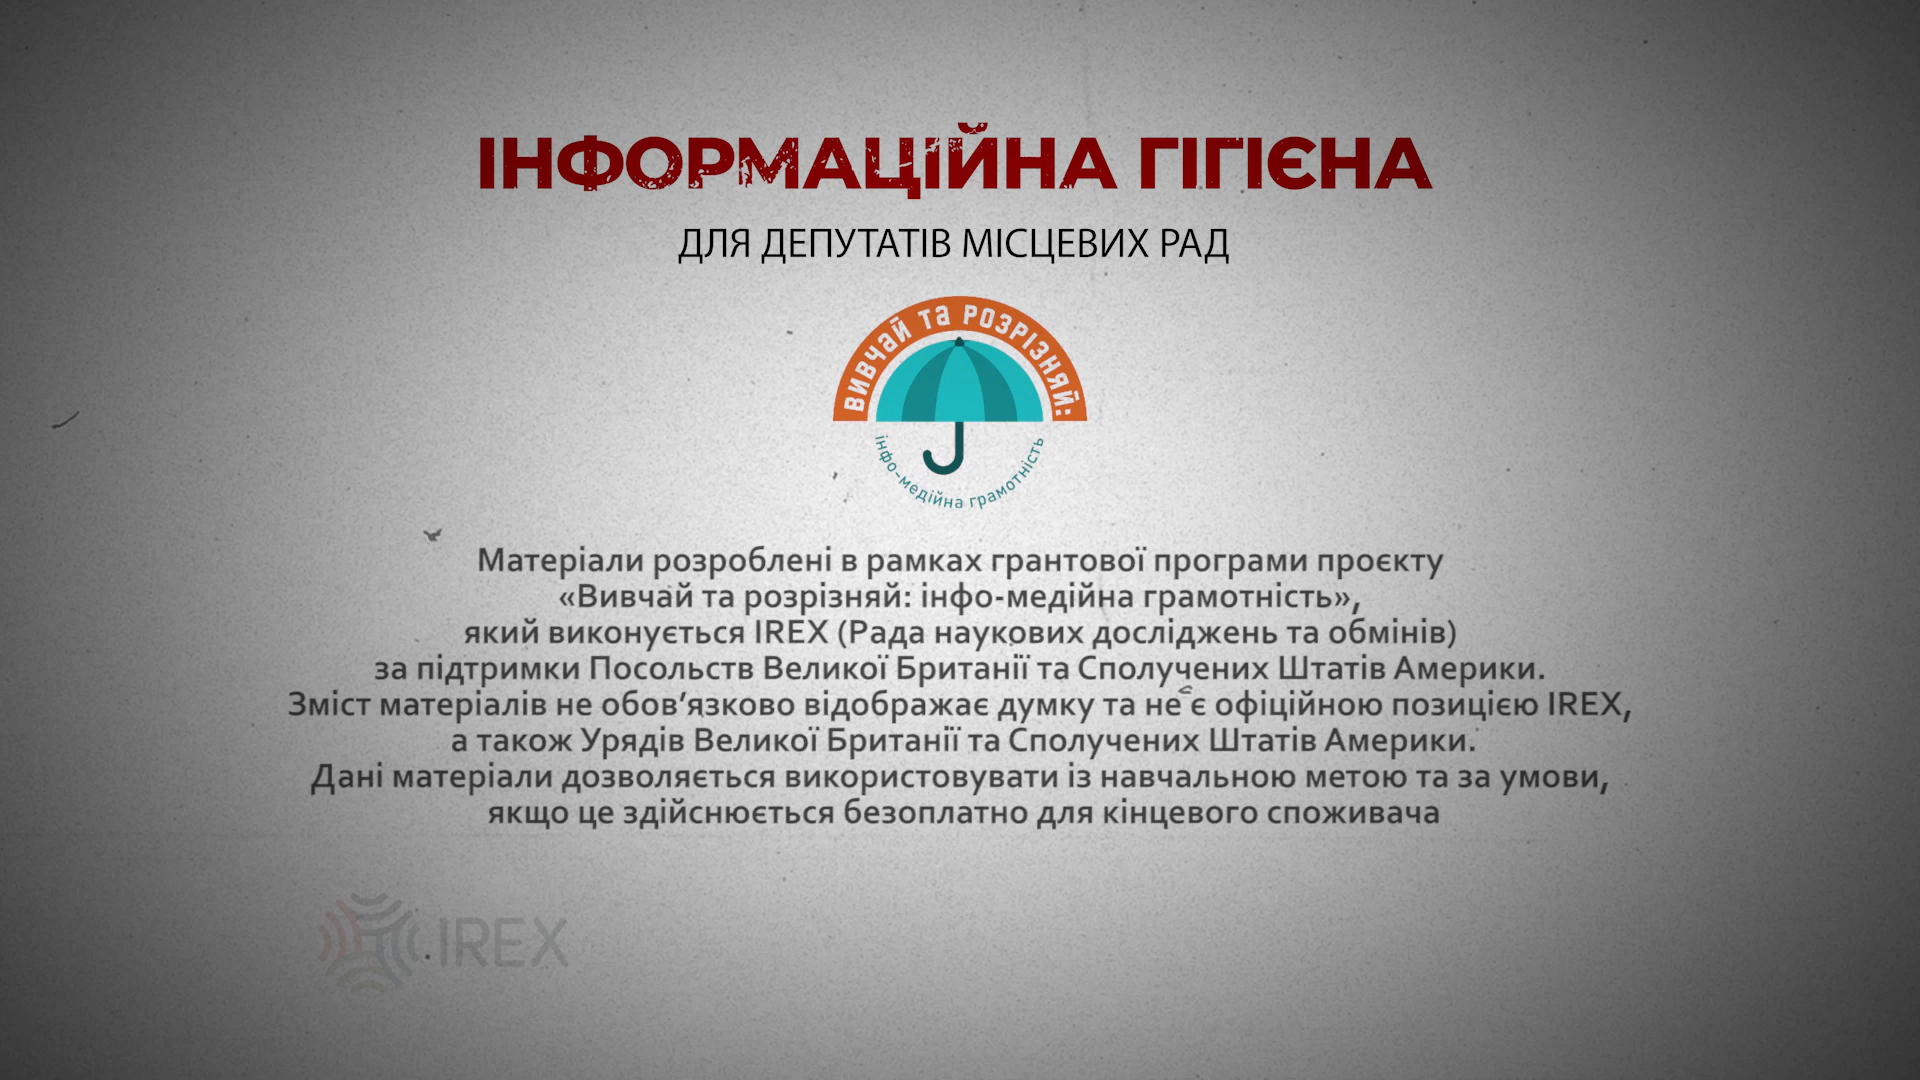 ІНФОРМАЦІЙНА ГІГІЄНА
ДЛЯ ДЕПУТАТІВ МІСЦЕВИХ РАД
ВИВЧАЙ ТА РОЗРІЗНЯЙ:
інфо-медійна грамотність
Матеріали розроблені в рамках грантової програми проєкту
«Вивчай та розрізняй: інфо-медійна грамотність»,
який виконується IREX (Рада наукових досліджень та обмінів)
за підтримки Посольств Великої Британії та Сполучених Штатів Америки.
Зміст матеріалів не обов’язково відображає думку та не є офіційною позицією IREX,
а також Урядів Великої Британії та Сполучених Штатів Америки.
Дані матеріали дозволяється використовувати із навчальною метою та за умови,
якщо це здійснюється безоплатно для кінцевого споживача
IREX